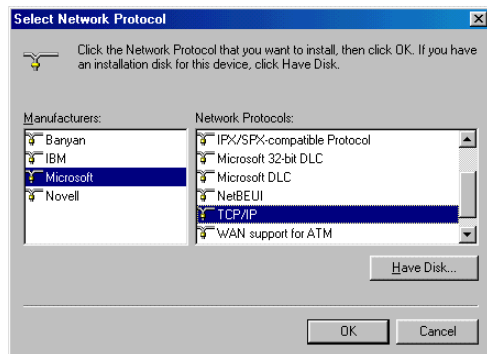 Select Network Protocol
Click the Network Protocol that you want to install, then click OK. If you have
an installation disk for this device, click Have Disk.
Manufacturers:
Banyan
IBM
Microsoft
Novell
Network Protocols:
IPX/SPX-compatible Protocol
Microsoft 32-bit DLC
Microsoft DLC
NetBEUI
TCP/IP
WAN support for ATM
Have Disk...
OK
Cancel